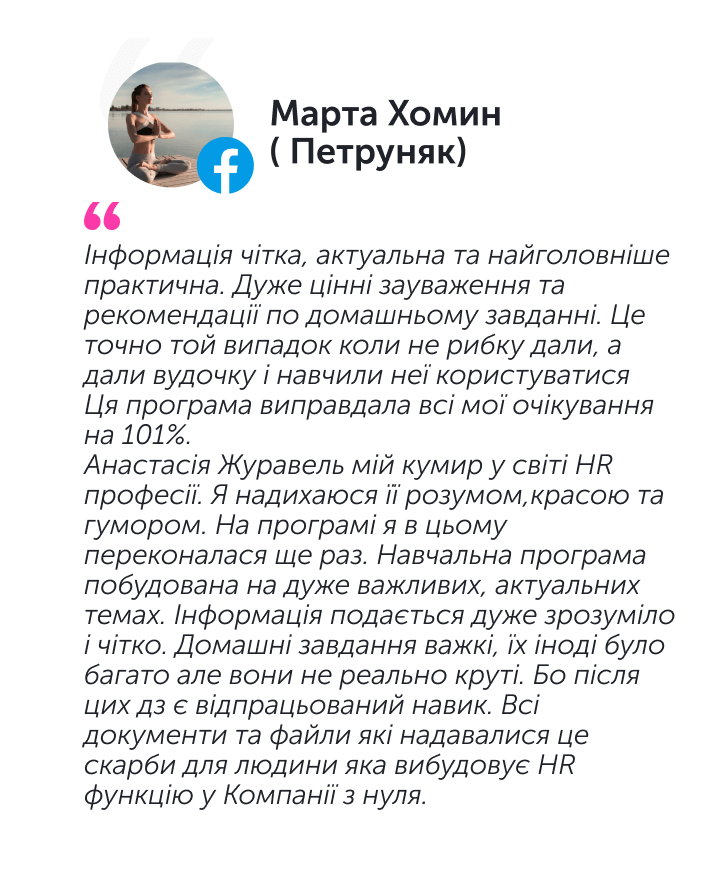 Марта Хомин
( Петруняк)
Інформація чітка, актуальна та найголовніше
практична. Дуже цінні зауваження та
рекомендації по домашньому завданні. Це
точно той випадок коли не рибку дали, а
дали вудочку і навчили неї користуватися
Ця програма виправдала всі мої очікування
на 101%.
Анастасія Журавель мій кумир у світі HR
професії. Я надихаюся її розумом,красою та
гумором. На програмі я в цьому
переконалася ще раз. Навчальна програма
побудована на дуже важливих, актуальних
темах. Інформація подається дуже зрозуміло
і чітко. Домашні завдання важкі, їх іноді було
багато але вони не реально круті. Бо після
цих дз є відпрацьований навик. Всі
документи та файли які надавалися це
скарби для людини яка вибудовує HR
функцію у Компанії з нуля.